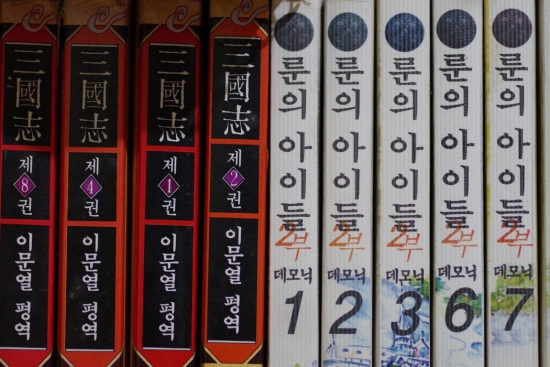 三國志
제
8
권
이문열 평역
三國志
제
4
권
이문열 평역
三國志
제
1
권
이문열 평역
三國志
제
2
권
이문열 평역
룬의 아이들
2부
데모닉
1
룬의 아이들
2부
데모닉
2
룬의 아이들
2부
데모닉
3
룬의 아이들
2부
데모닉
6
룬의 아이들
2부
데모닉
7